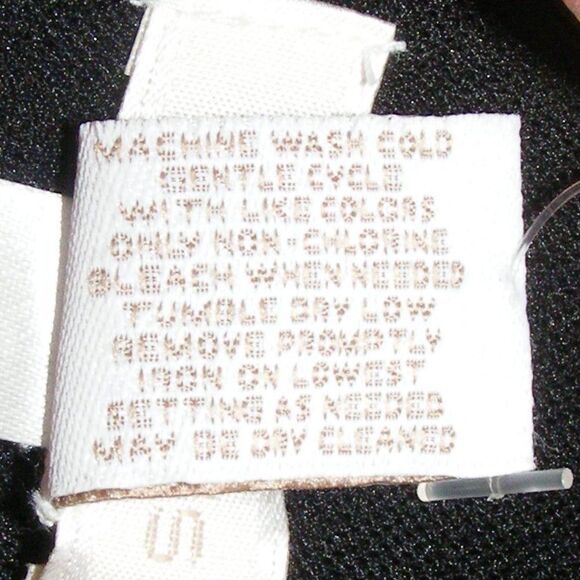 MACHINE WASH COLD
GENTLE CYCLE
WITH LIKE COLORS
ONLY NON-CHLORINE
BLEACH WHEN NEEDED
TUMBLE DRY LOW
REMOVE PROMPTLY
IRON ON LOWEST
SETTING AS NEEDED
MAY BE DRY CLEANED
S